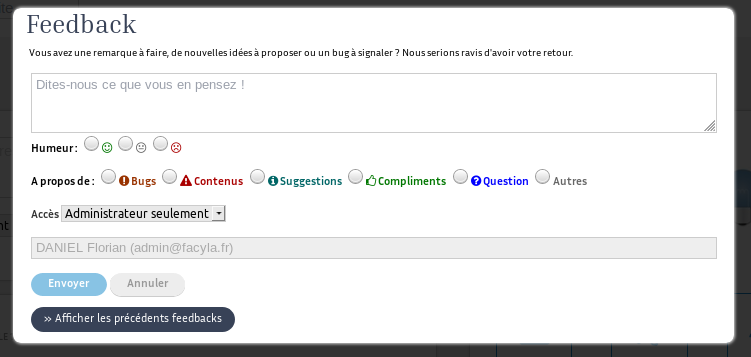 Feedback
Vous avez une remarque à faire, de nouvelles idées à proposer ou un bug à signaler ? Nous serions ravis d'avoir votre retour.
Dites-nous ce que vous en pensez !
Humeur :
A propos de : Bugs Contenus Suggestions Compliments Question Autres
Accès Administrateur seulement
DANIEL Florian (admin@facyla.fr)
Envoyer Annuler
» Afficher les précédents feedbacks